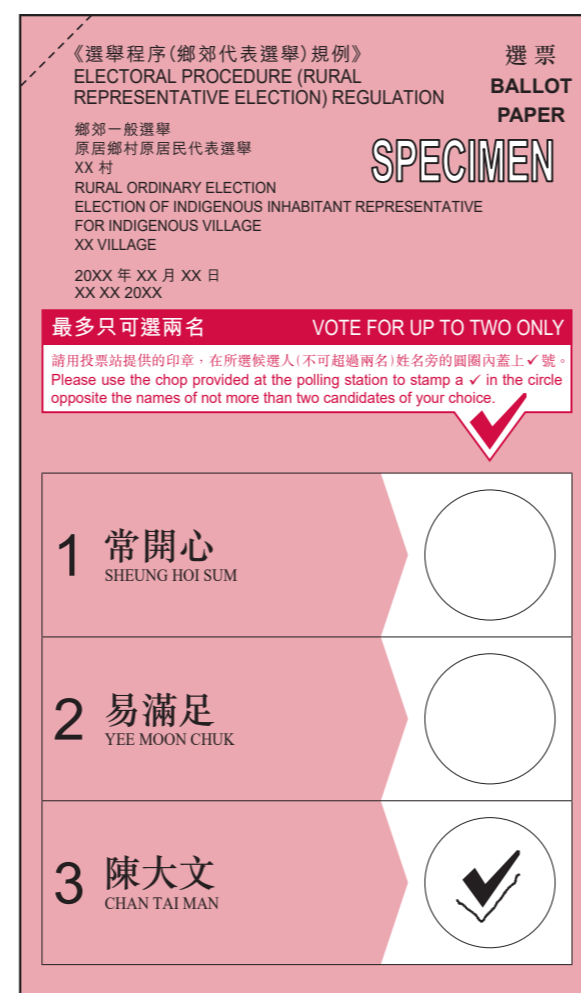 《選舉程序(鄉郊代表選舉)規例》
ELECTORAL PROCEDURE (RURAL
REPRESENTATIVE ELECTION) REGULATION
選票
BALLOT
PAPER
鄉郊一般選舉
原居鄉村原居民代表選舉
XX 村
RURAL ORDINARY ELECTION
ELECTION OF INDIGENOUS INHABITANT REPRESENTATIVE
FOR INDIGENOUS VILLAGE
XX VILLAGE
SPECIMEN
20XX 年 XX 月 XX 日
XX XX 20XX
最多只可選兩名 VOTE FOR UP TO TWO ONLY
請用投票站提供的印章,在所選候選人(不可超過兩名)姓名旁的圓圈內蓋上✓號。
Please use the chop provided at the polling station to stamp a ✓ in the circle
opposite the names of not more than two candidates of your choice.
1 常開心
SHEUNG HOI SUM
2 易滿足
YEE MOON CHUK
3 陳大文
CHAN TAI MAN